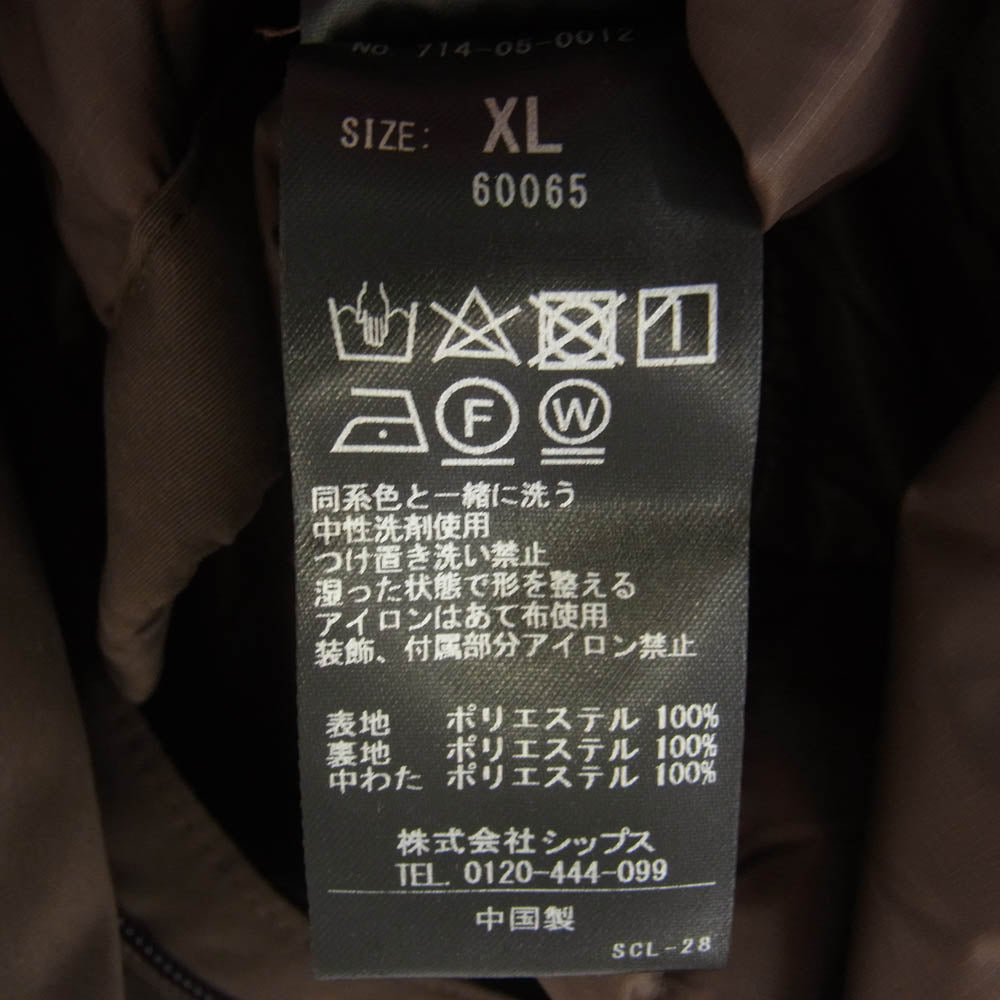 No. 714-05-0012
SIZE: XL
60065
1
F W
同系色と一緒に洗う
中性洗剤使用
つけ置き洗い禁止
湿った状態で形を整える
アイロンはあて布使用
装飾、付属部分アイロン禁止
表地 ポリエステル 100%
裏地 ポリエステル 100%
中わた ポリエステル 100%
株式会社シップス
TEL. 0120-444-099
中国製
SCL-28